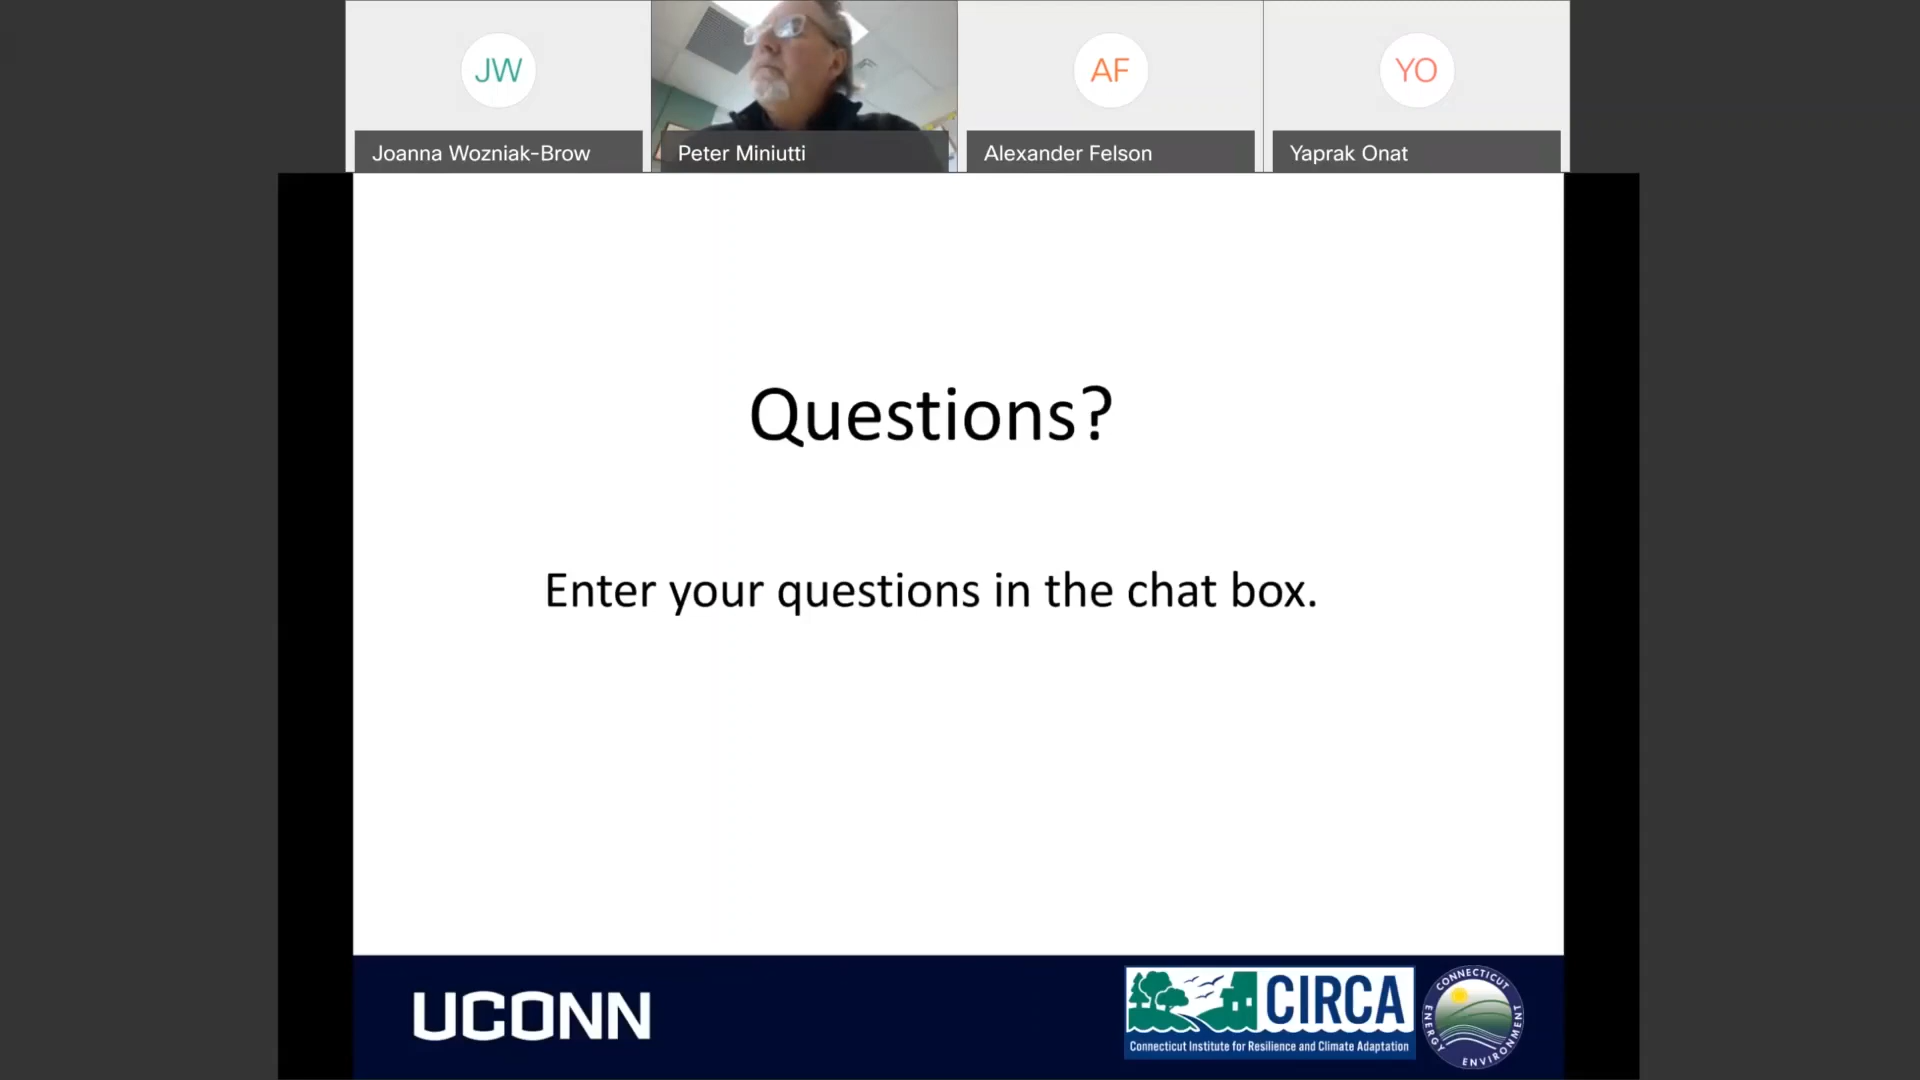 JW
AF
YO
Joanna Wozniak-Brow
Peter Miniutti
Alexander Felson
Yaprak Onat
Questions?
Enter your questions in the chat box.
UCONN
CIRCA
Connecticut Institute for Resilience and Climate Adaptation
CONNECTICUT
ENERGY
ENVIRONMENT